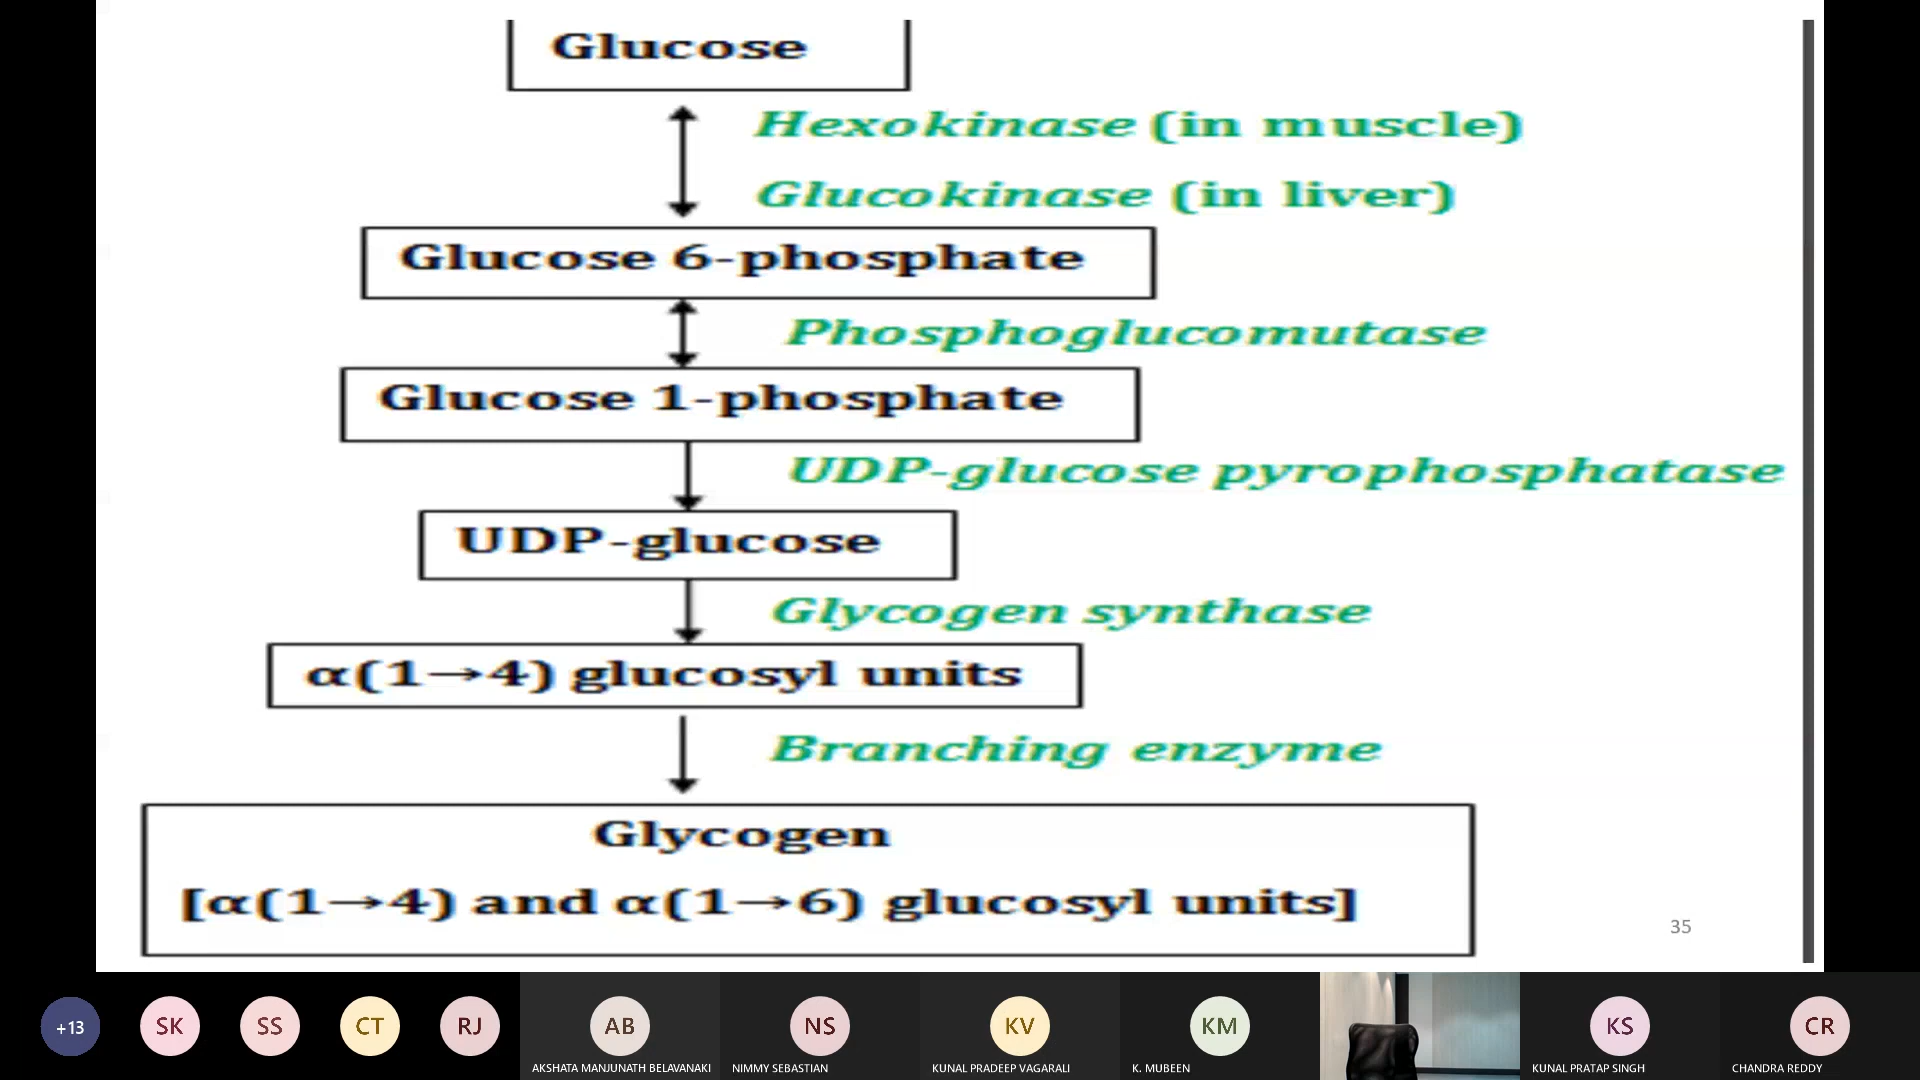 Glucose
Hexokinase (in muscle)
Glucokinase (in liver)
Glucose 6-phosphate
Phosphoglucomutase
Glucose 1-phosphate
UDP-glucose pyrophosphatase
UDP-glucose
Glycogen synthase
α(1→4) glucosyl units
Branching enzyme
Glycogen
[α(1→4) and α(1→6) glucosyl units]
35
+13 SK SS CT RJ AB NS KV KM KS CR
AKSHATA MANJUNATH BELAVANAKI NIMMY SEBASTIAN KUNAL PRADEEP VAGARALI K. MUBEEN KUNAL PRATAP SINGH CHANDRA REDDY